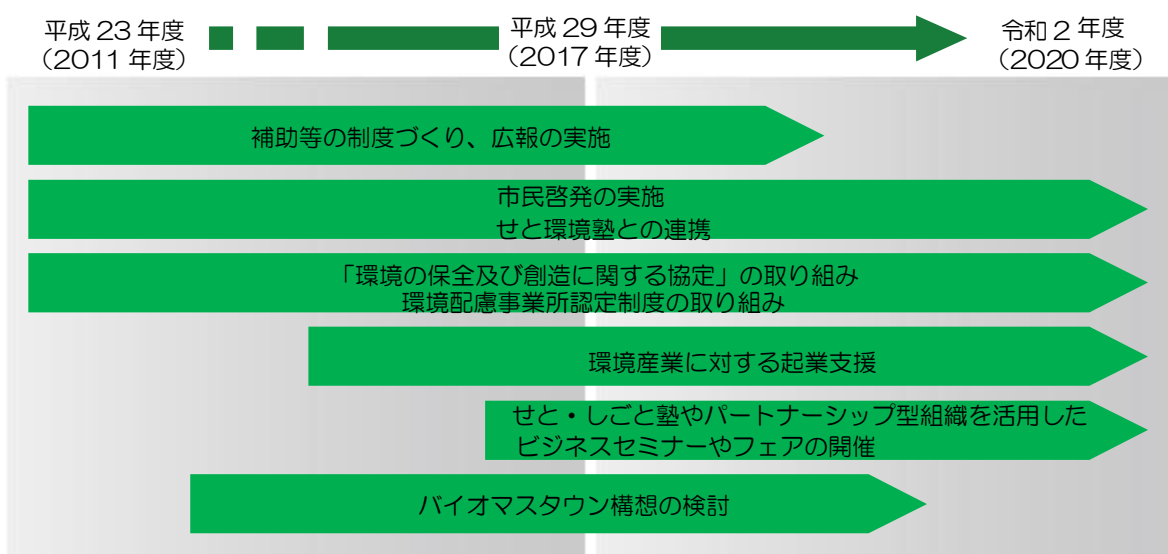 平成 23 年度
（2011 年度）
平成 29 年度
（2017 年度）
令和 2 年度
（2020 年度）
補助等の制度づくり、広報の実施
市民啓発の実施
せと環境塾との連携
「環境の保全及び創造に関する協定」の取り組み
環境配慮事業所認定制度の取り組み
環境産業に対する起業支援
せと・しごと塾やパートナーシップ型組織を活用した
ビジネスセミナーやフェアの開催
バイオマスタウン構想の検討